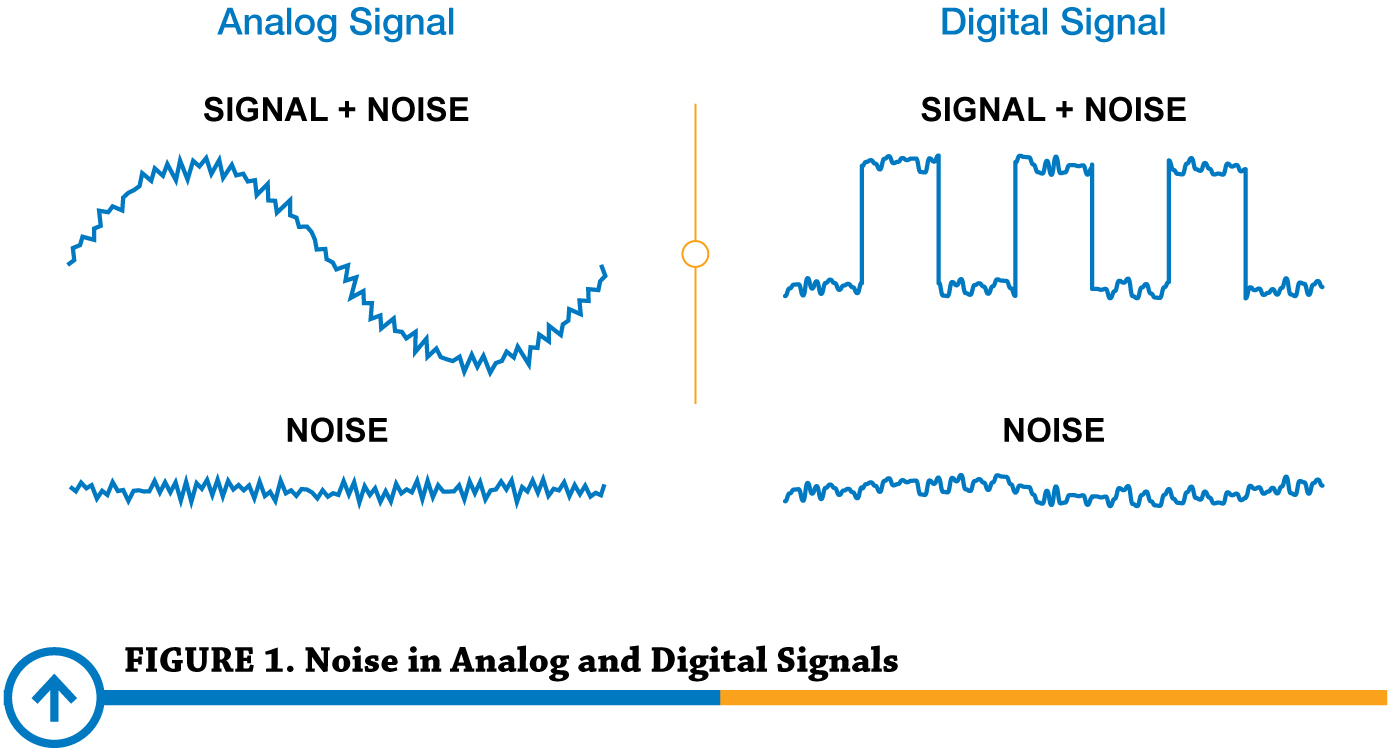 Analog Signal
Digital Signal
SIGNAL + NOISE
SIGNAL + NOISE
NOISE
NOISE
FIGURE 1. Noise in Analog and Digital Signals